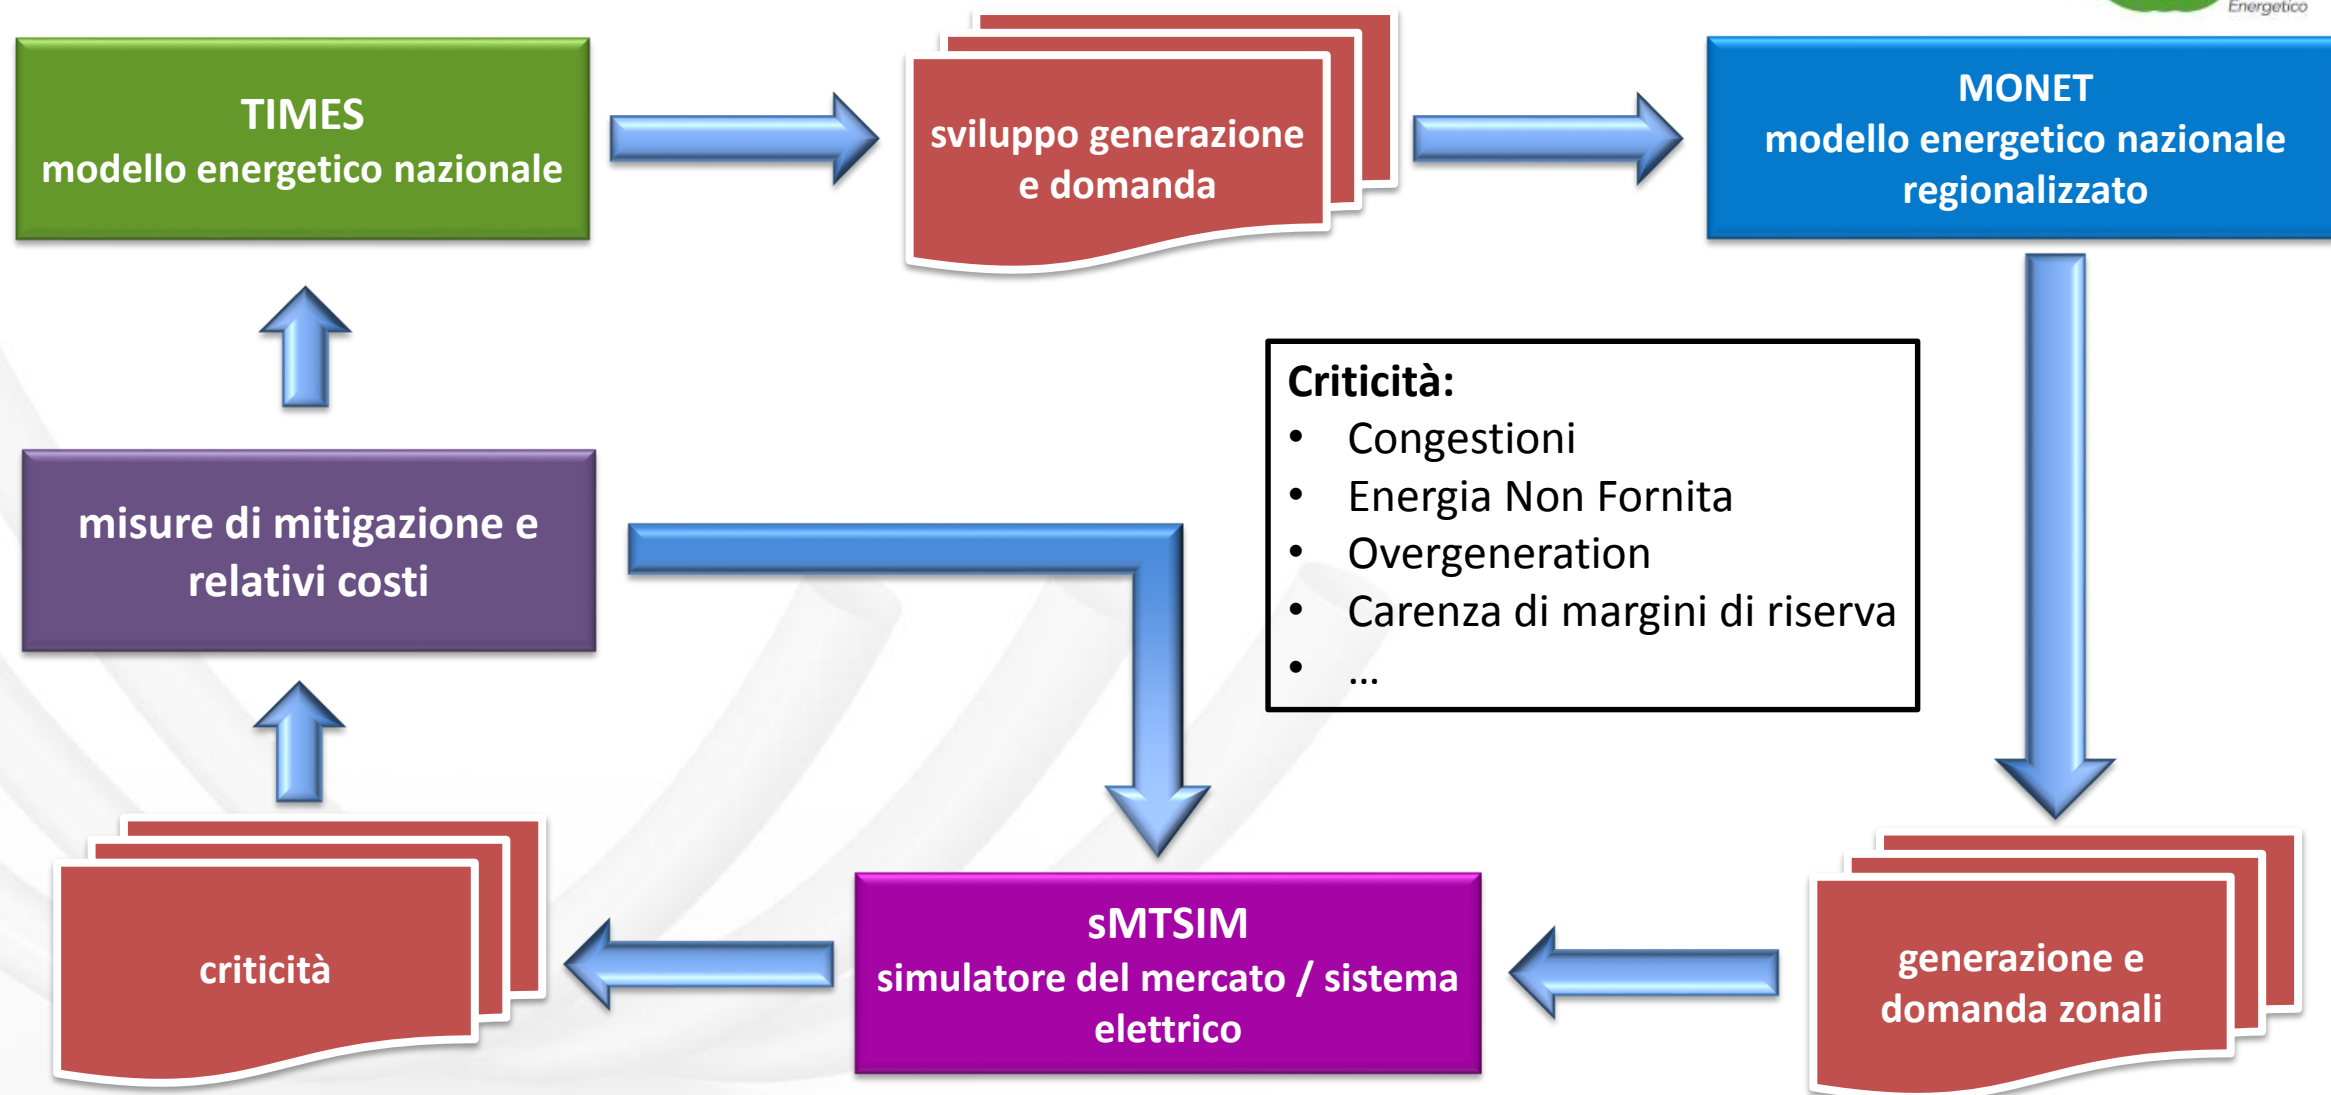 Energetico
TIMES
modello energetico nazionale
sviluppo generazione
e domanda
MONET
modello energetico nazionale
regionalizzato
Criticità:
• Congestioni
• Energia Non Fornita
• Overgeneration
• Carenza di margini di riserva
• ...
misure di mitigazione e
relativi costi
criticità
sMTSIM
simulatore del mercato / sistema
elettrico
generazione e
domanda zonali